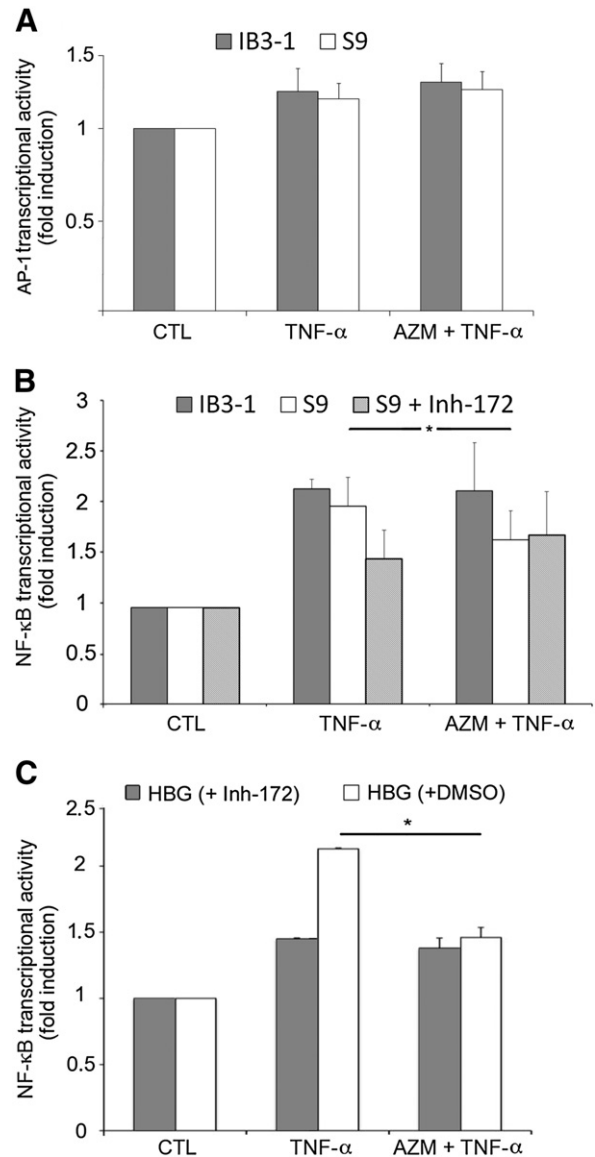 A
IB3-1 S9
AP-1 transcriptional activity
(fold induction)
1.5
1
0.5
CTL TNF-α AZM + TNF-α
B
IB3-1 S9 S9 + Inh-172
NF-κB transcriptional activity
(fold induction)
3
2.5
2
1.5
1
0.5
0
*
CTL TNF-α AZM + TNF-α
C
HBG (+ Inh-172) HBG (+DMSO)
NF-κB transcriptional activity
(fold induction)
2.5
2
1.5
1
0.5
0
*
CTL TNF-α AZM + TNF-α